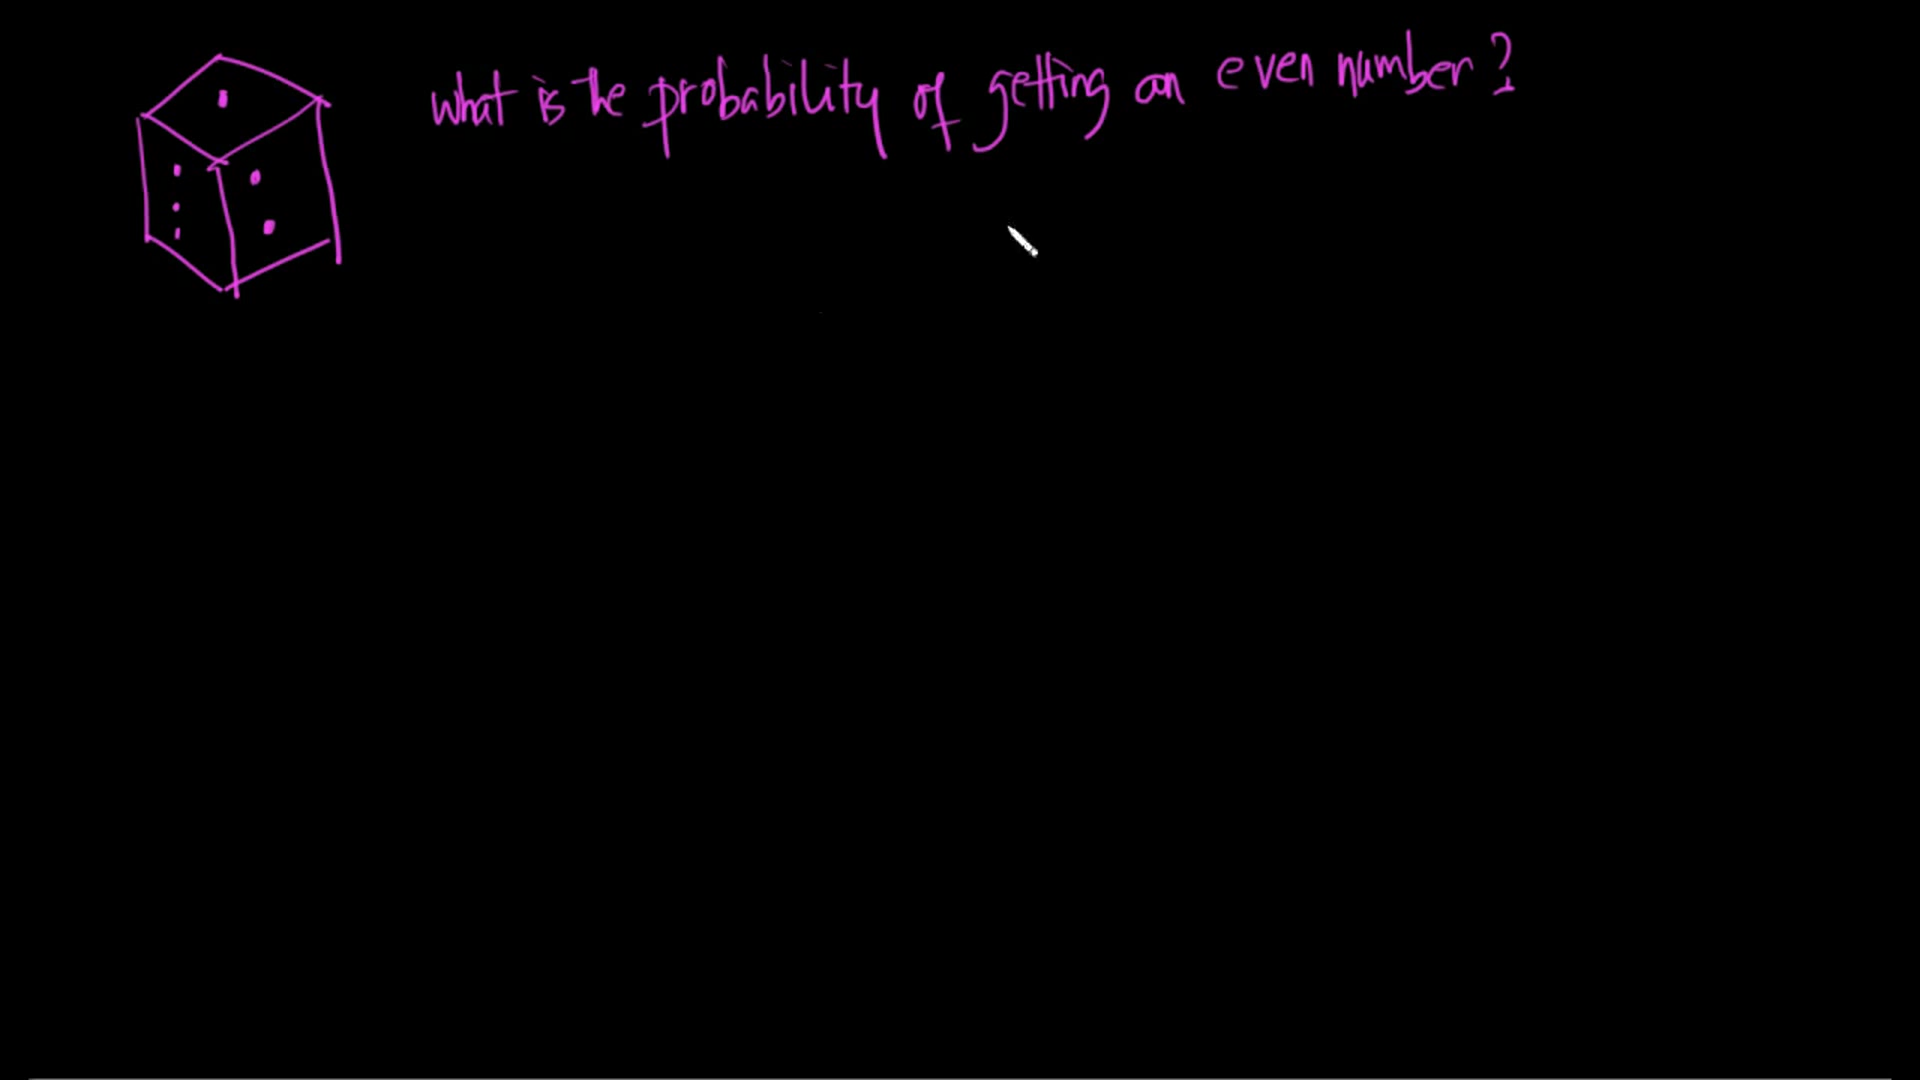 what is the probability of getting an even number?